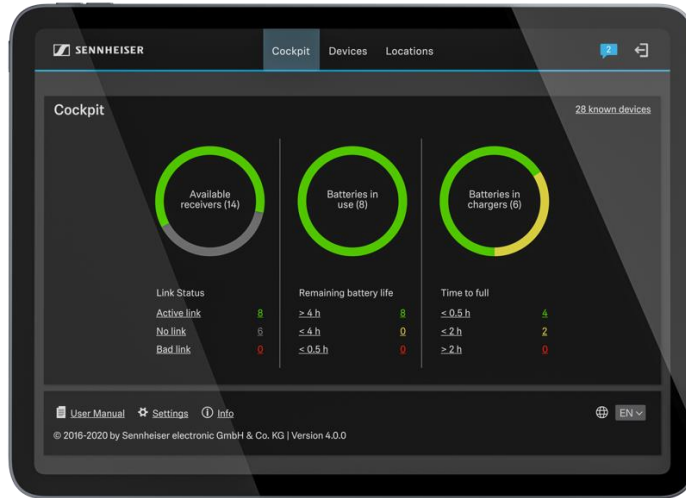 SENNHEISER
Cockpit Devices Locations
2
Cockpit
28 known devices
Available receivers (14)
Batteries in use (8)
Batteries in chargers (6)
Link Status
Active link 8
No link 6
Bad link 0
Remaining battery life
> 4 h 8
< 4 h 0
< 0.5 h 0
Time to full
< 0.5 h 4
< 2 h 2
> 2 h 0
User Manual Settings Info
EN
© 2016-2020 by Sennheiser electronic GmbH & Co. KG | Version 4.0.0